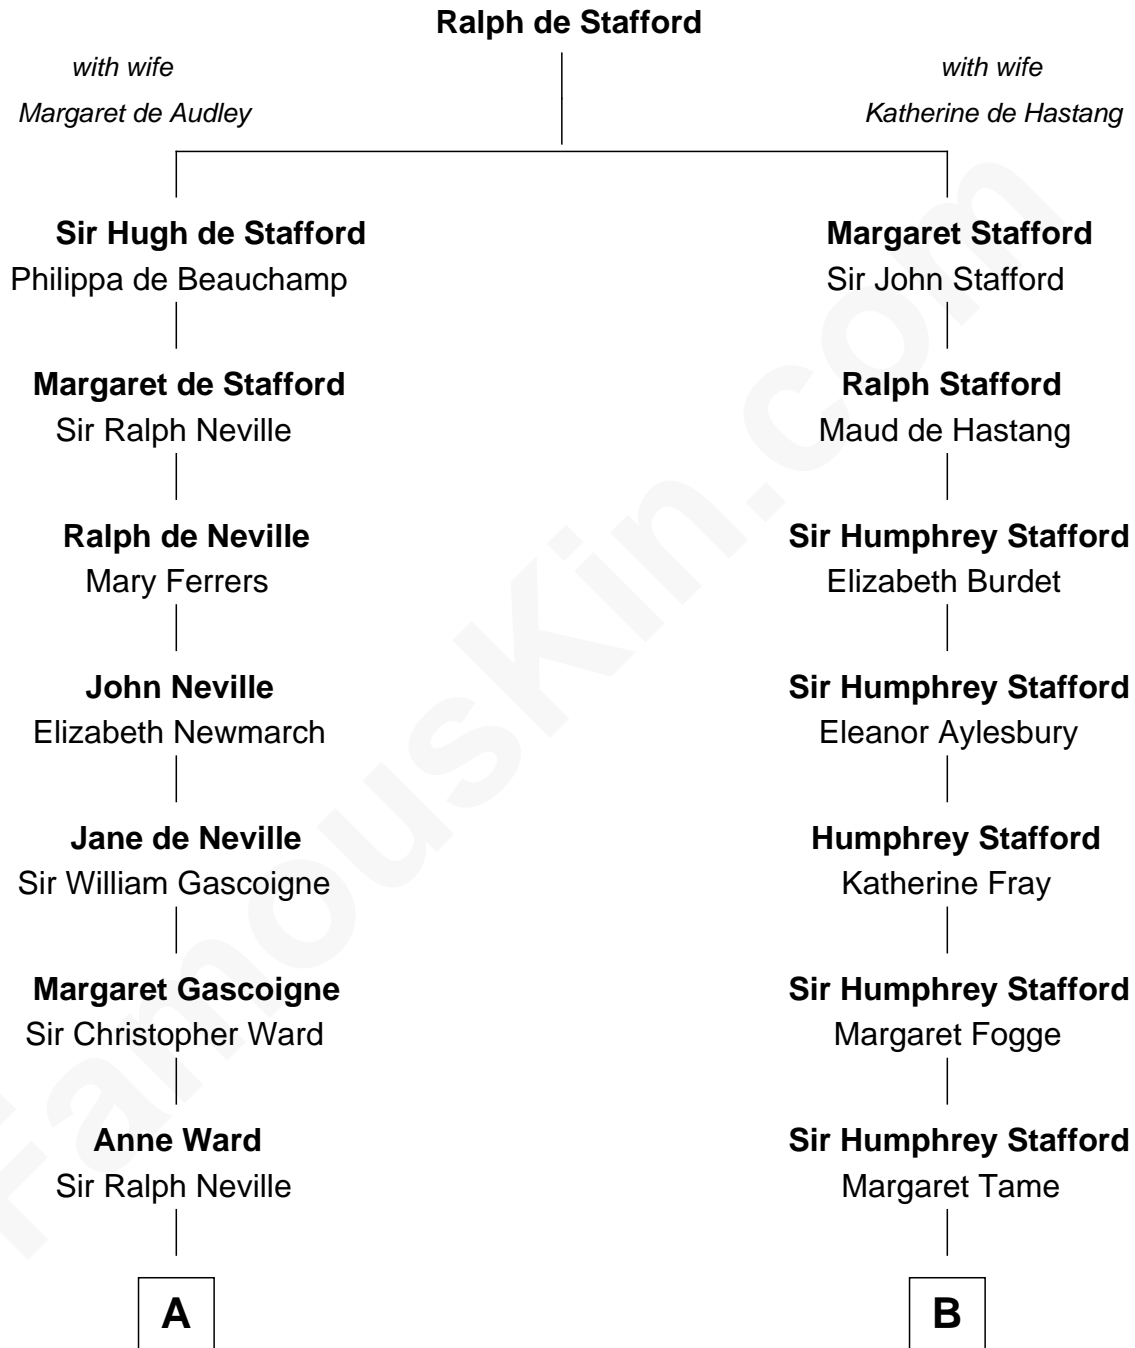 Ralph de Stafford
with wife
Margaret de Audley
with wife
Katherine de Hastang
Sir Hugh de Stafford
Philippa de Beauchamp
Margaret Stafford
Sir John Stafford
Margaret de Stafford
Sir Ralph Neville
Ralph Stafford
Maud de Hastang
Ralph de Neville
Mary Ferrers
Sir Humphrey Stafford
Elizabeth Burdet
John Neville
Elizabeth Newmarch
Sir Humphrey Stafford
Eleanor Aylesbury
Jane de Neville
Sir William Gascoigne
Humphrey Stafford
Katherine Fray
Margaret Gascoigne
Sir Christopher Ward
Sir Humphrey Stafford
Margaret Fogge
Anne Ward
Sir Ralph Neville
Sir Humphrey Stafford
Margaret Tame
A
B
FamousKin.com